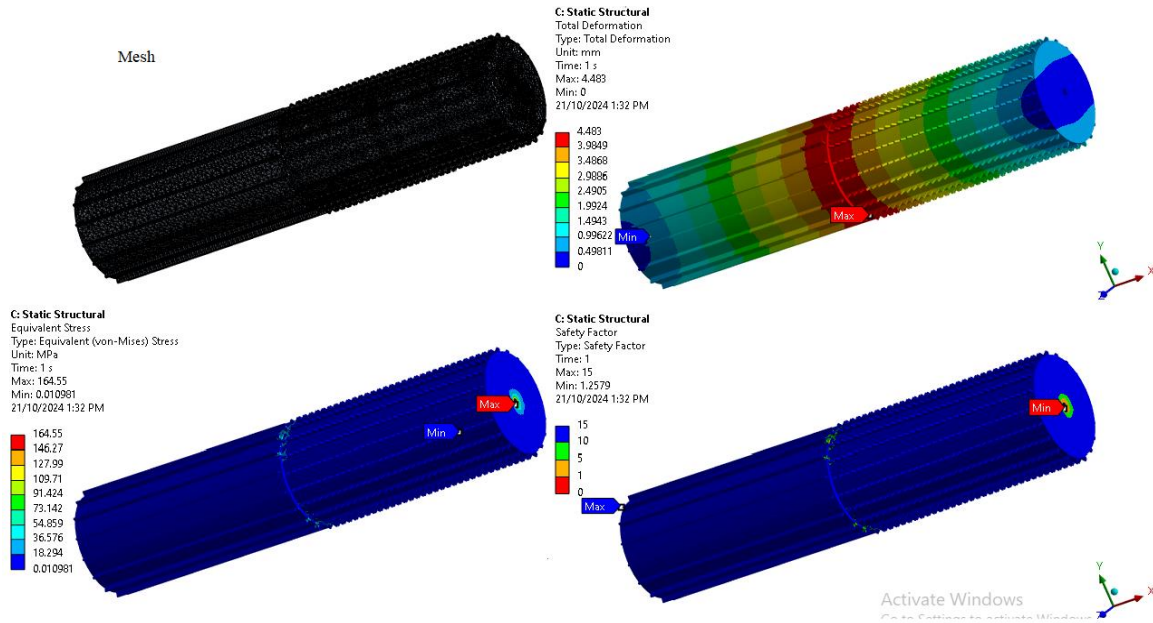 Mesh
C: Static Structural
Total Deformation
Type: Total Deformation
Unit: mm
Time: 1 s
Max: 4.483
Min: 0
21/10/2024 1:32 PM
4.483
3.9849
3.4868
2.9886
2.4905
1.9924
1.4943
0.99622
0.49811
0
Max
Min
Y
X
Z
C: Static Structural
Equivalent Stress
Type: Equivalent (von-Mises) Stress
Unit: MPa
Time: 1 s
Max: 164.55
Min: 0.010981
21/10/2024 1:32 PM
164.55
146.27
127.99
109.71
91.424
73.142
54.859
36.576
18.294
0.010981
Max
Min
C: Static Structural
Safety Factor
Type: Safety Factor
Time: 1
Max: 15
Min: 1.2579
21/10/2024 1:32 PM
15
10
5
1
0
Min
Max
Y
X
Z
Activate Windows
Go to Settings to activate Windows